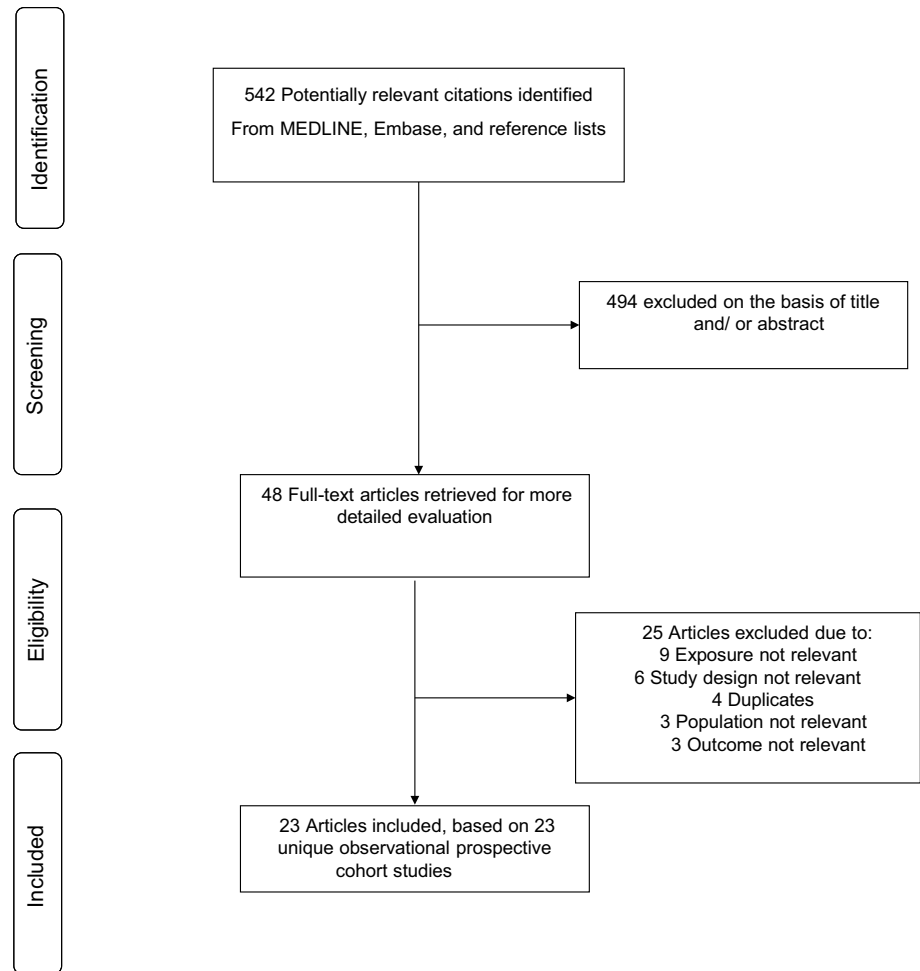 Identification
542 Potentially relevant citations identified
From MEDLINE, Embase, and reference lists
Screening
494 excluded on the basis of title
and/ or abstract
48 Full-text articles retrieved for more
detailed evaluation
Eligibility
25 Articles excluded due to:
9 Exposure not relevant
6 Study design not relevant
4 Duplicates
3 Population not relevant
3 Outcome not relevant
Included
23 Articles included, based on 23
unique observational prospective
cohort studies